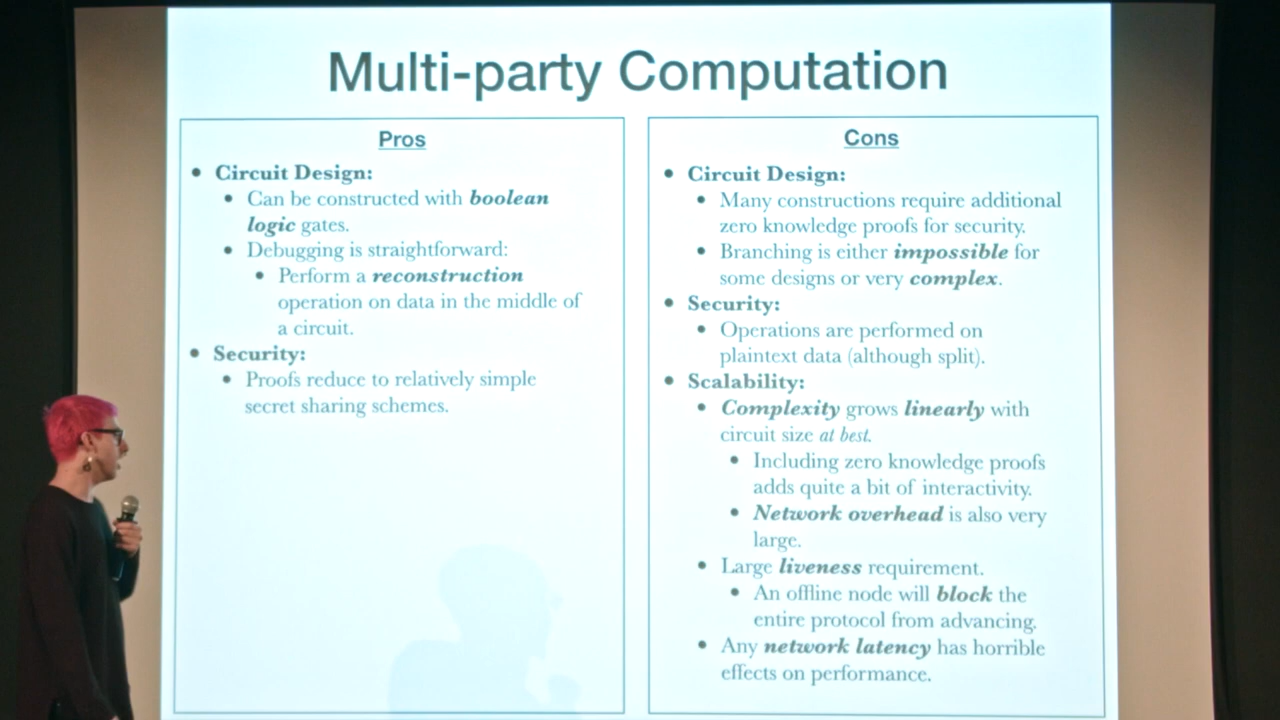 Multi-party Computation
Pros
• Circuit Design:
• Can be constructed with boolean
logic gates.
• Debugging is straightforward:
• Perform a reconstruction
operation on data in the middle of
a circuit.
• Security:
• Proofs reduce to relatively simple
secret sharing schemes.
Cons
• Circuit Design:
• Many constructions require additional
zero knowledge proofs for security.
• Branching is either impossible for
some designs or very complex.
• Security:
• Operations are performed on
plaintext data (although split).
• Scalability:
• Complexity grows linearly with
circuit size at best.
• Including zero knowledge proofs
adds quite a bit of interactivity.
• Network overhead is also very
large.
• Large liveness requirement.
• An offline node will block the
entire protocol from advancing.
• Any network latency has horrible
effects on performance.